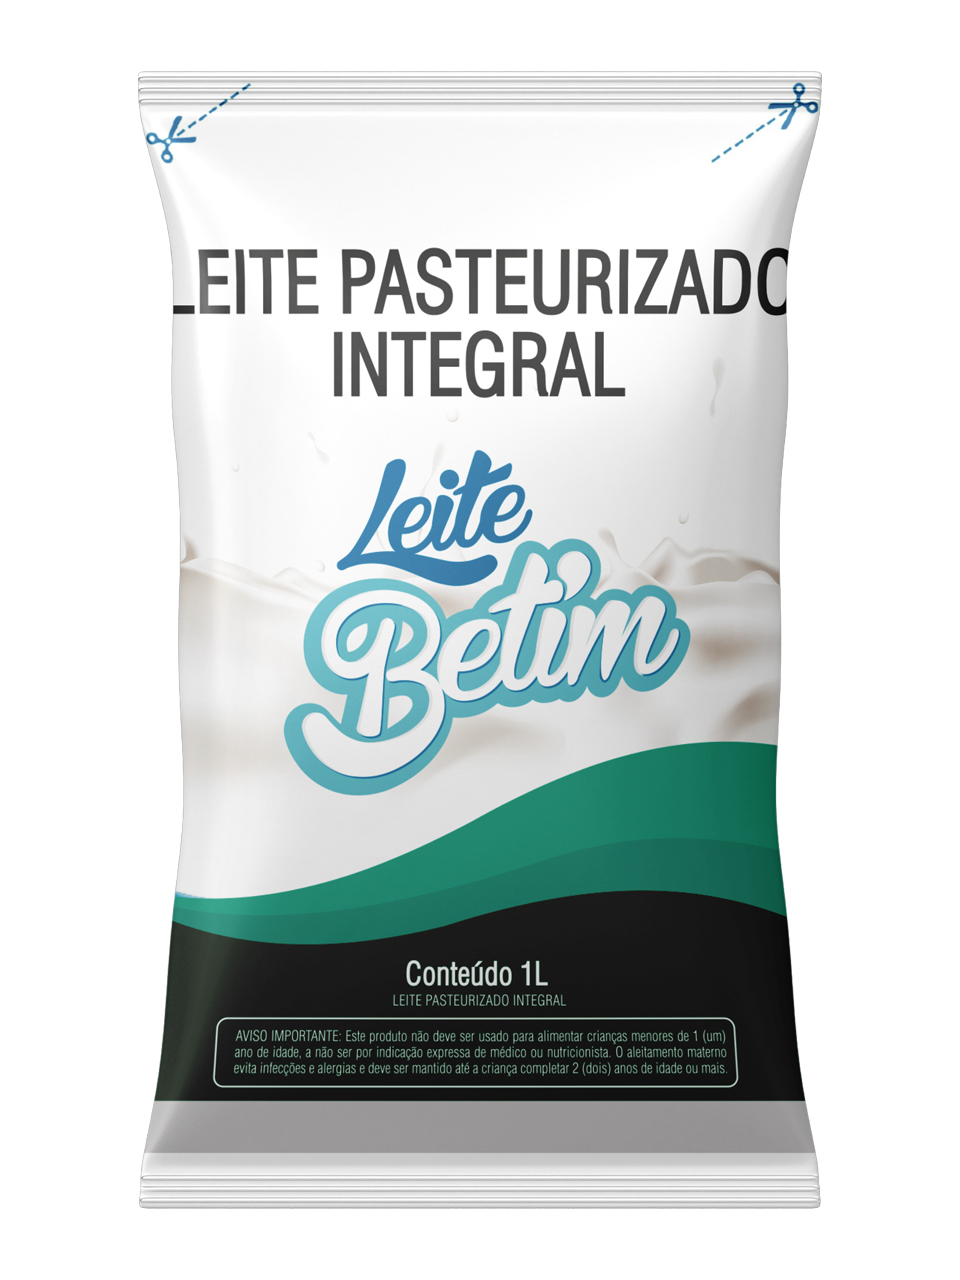 LEITE PASTEURIZADO
INTEGRAL
Leite
Betim
Conteúdo 1L
LEITE PASTEURIZADO INTEGRAL
AVISO IMPORTANTE: Este produto não deve ser usado para alimentar crianças menores de 1 (um)
ano de idade, a não ser por indicação expressa de médico ou nutricionista. O aleitamento materno
evita infecções e alergias e deve ser mantido até a criança completar 2 (dois) anos de idade ou mais.